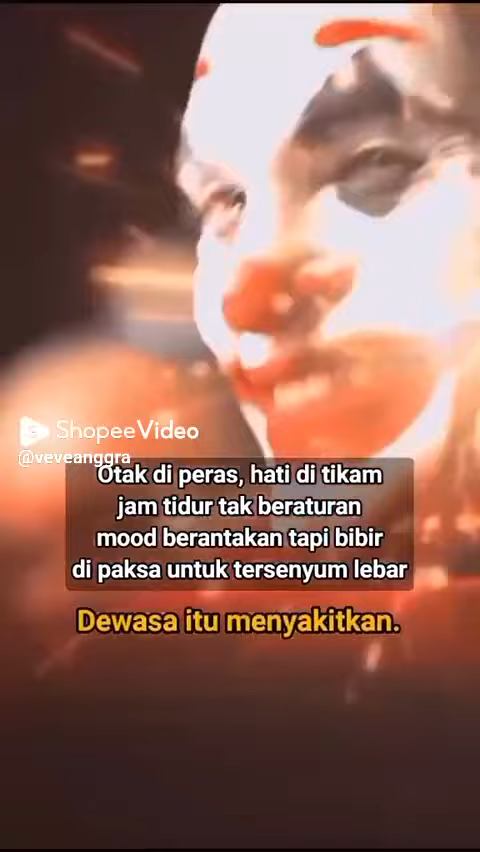 ShopeeVideo
@veveanggra
Otak di peras, hati di tikam
jam tidur tak beraturan
mood berantakan tapi bibir
di paksa untuk tersenyum lebar
Dewasa itu menyakitkan.